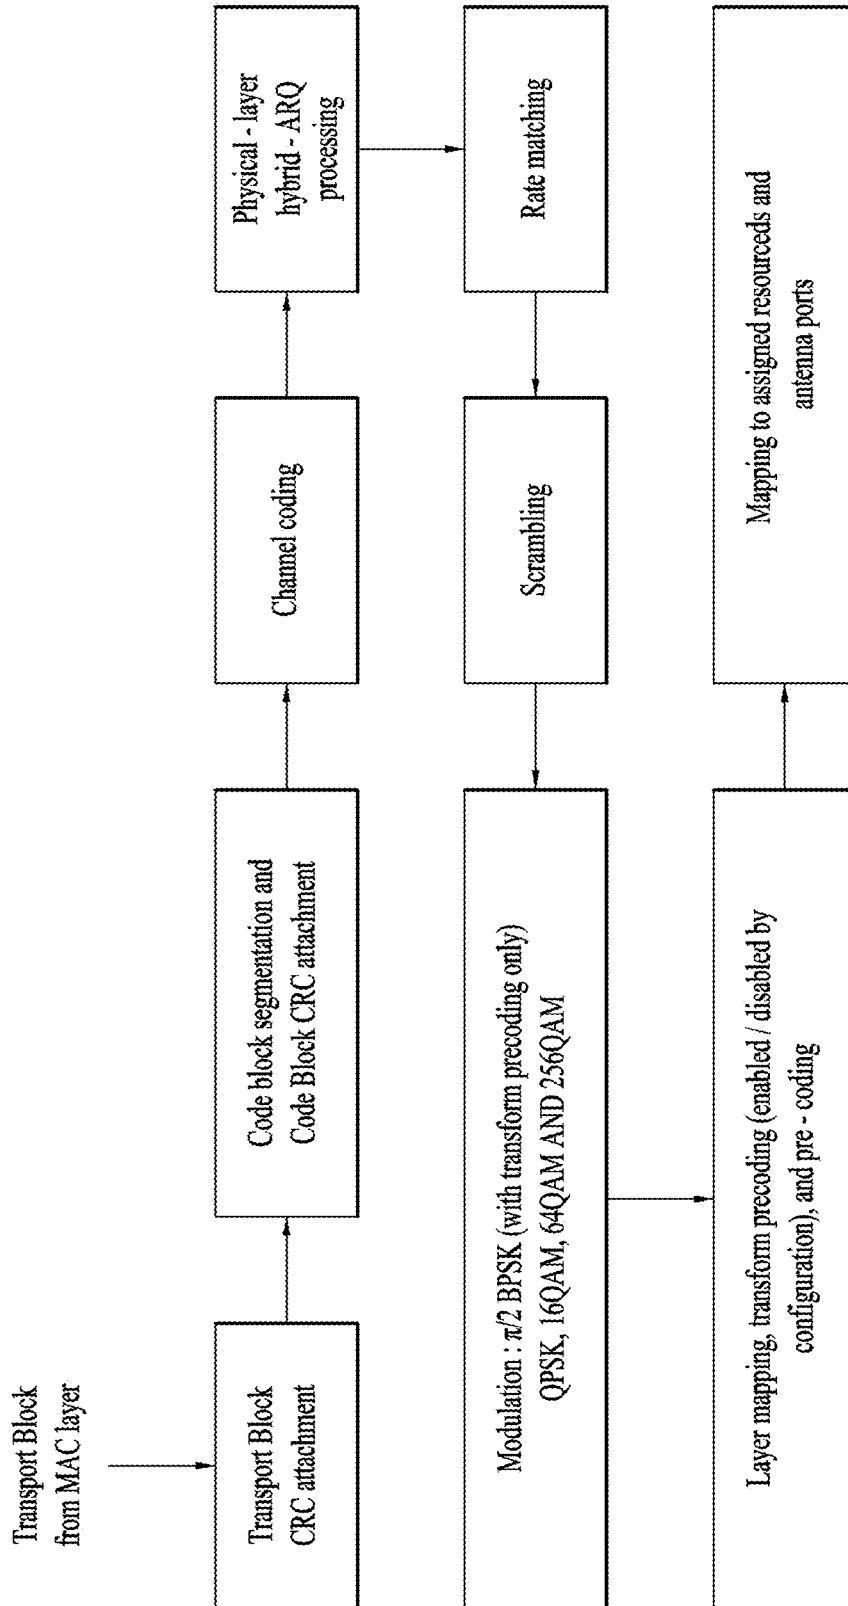 Transport Block
from MAC layer
Transport Block
CRC attachment
Code block segmentation and
Code Block CRC attachment
Channel coding
Physical - layer
hybrid - ARQ
processing
Rate matching
Scrambling
Modulation : π/2 BPSK (with transform precoding only)
QPSK, 16QAM, 64QAM AND 256QAM
Layer mapping, transform precoding (enabled / disabled by
configuration), and pre - coding
Mapping to assigned resourceds and
antenna ports